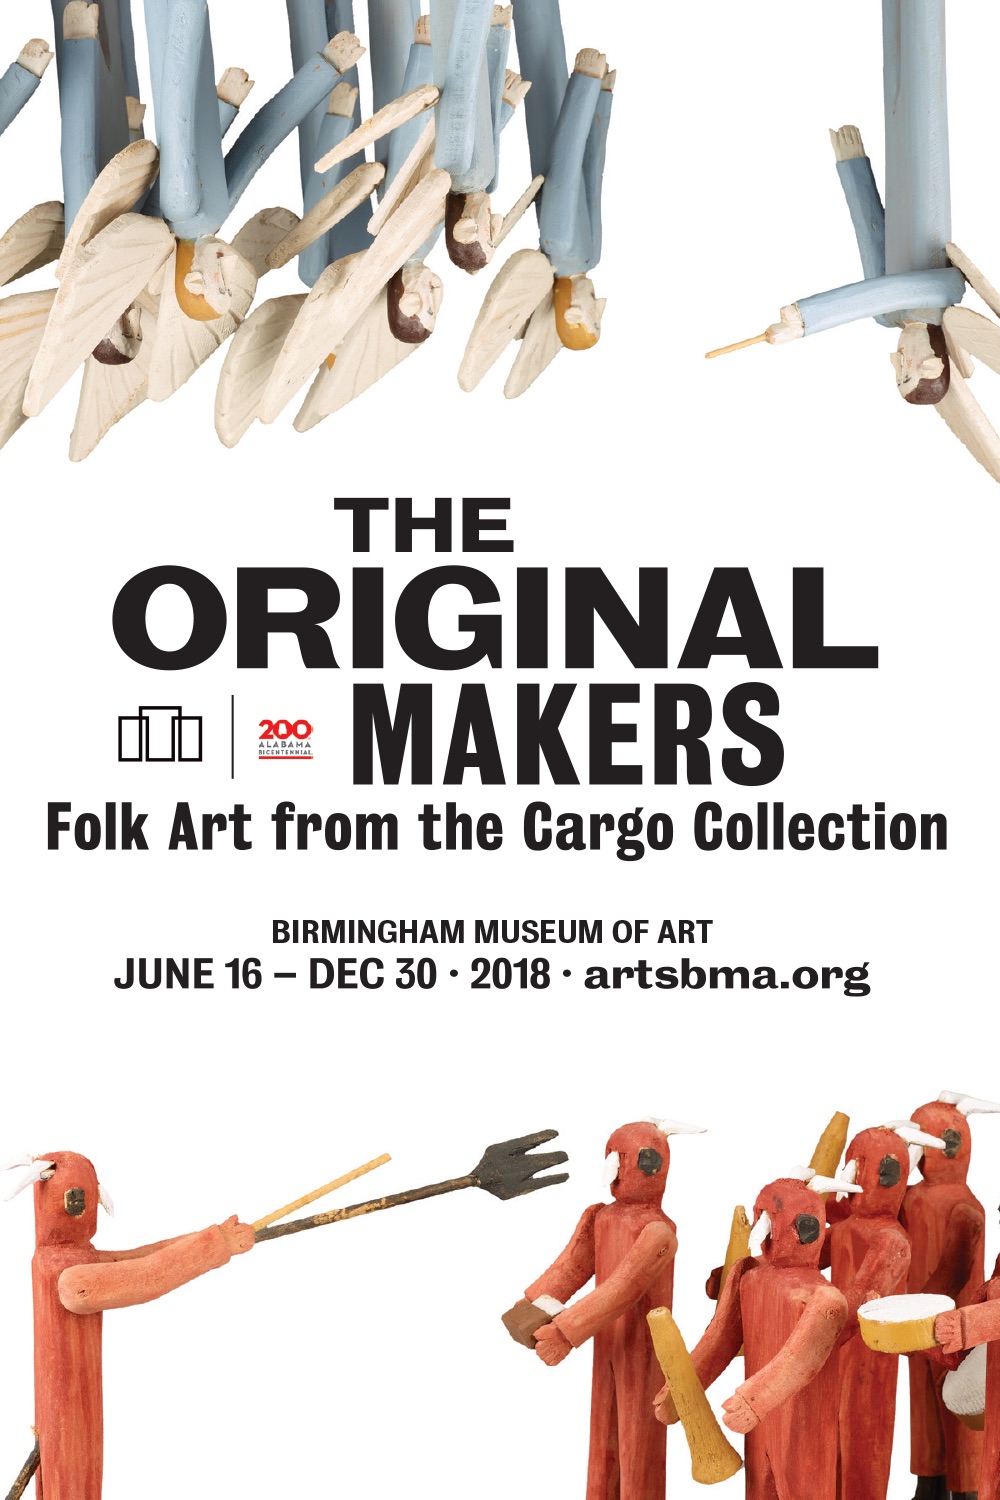 THE
ORIGINAL
MAKERS
200
ALABAMA
BICENTENNIAL
Folk Art from the Cargo Collection
BIRMINGHAM MUSEUM OF ART
JUNE 16 – DEC 30 · 2018 · artsbma.org